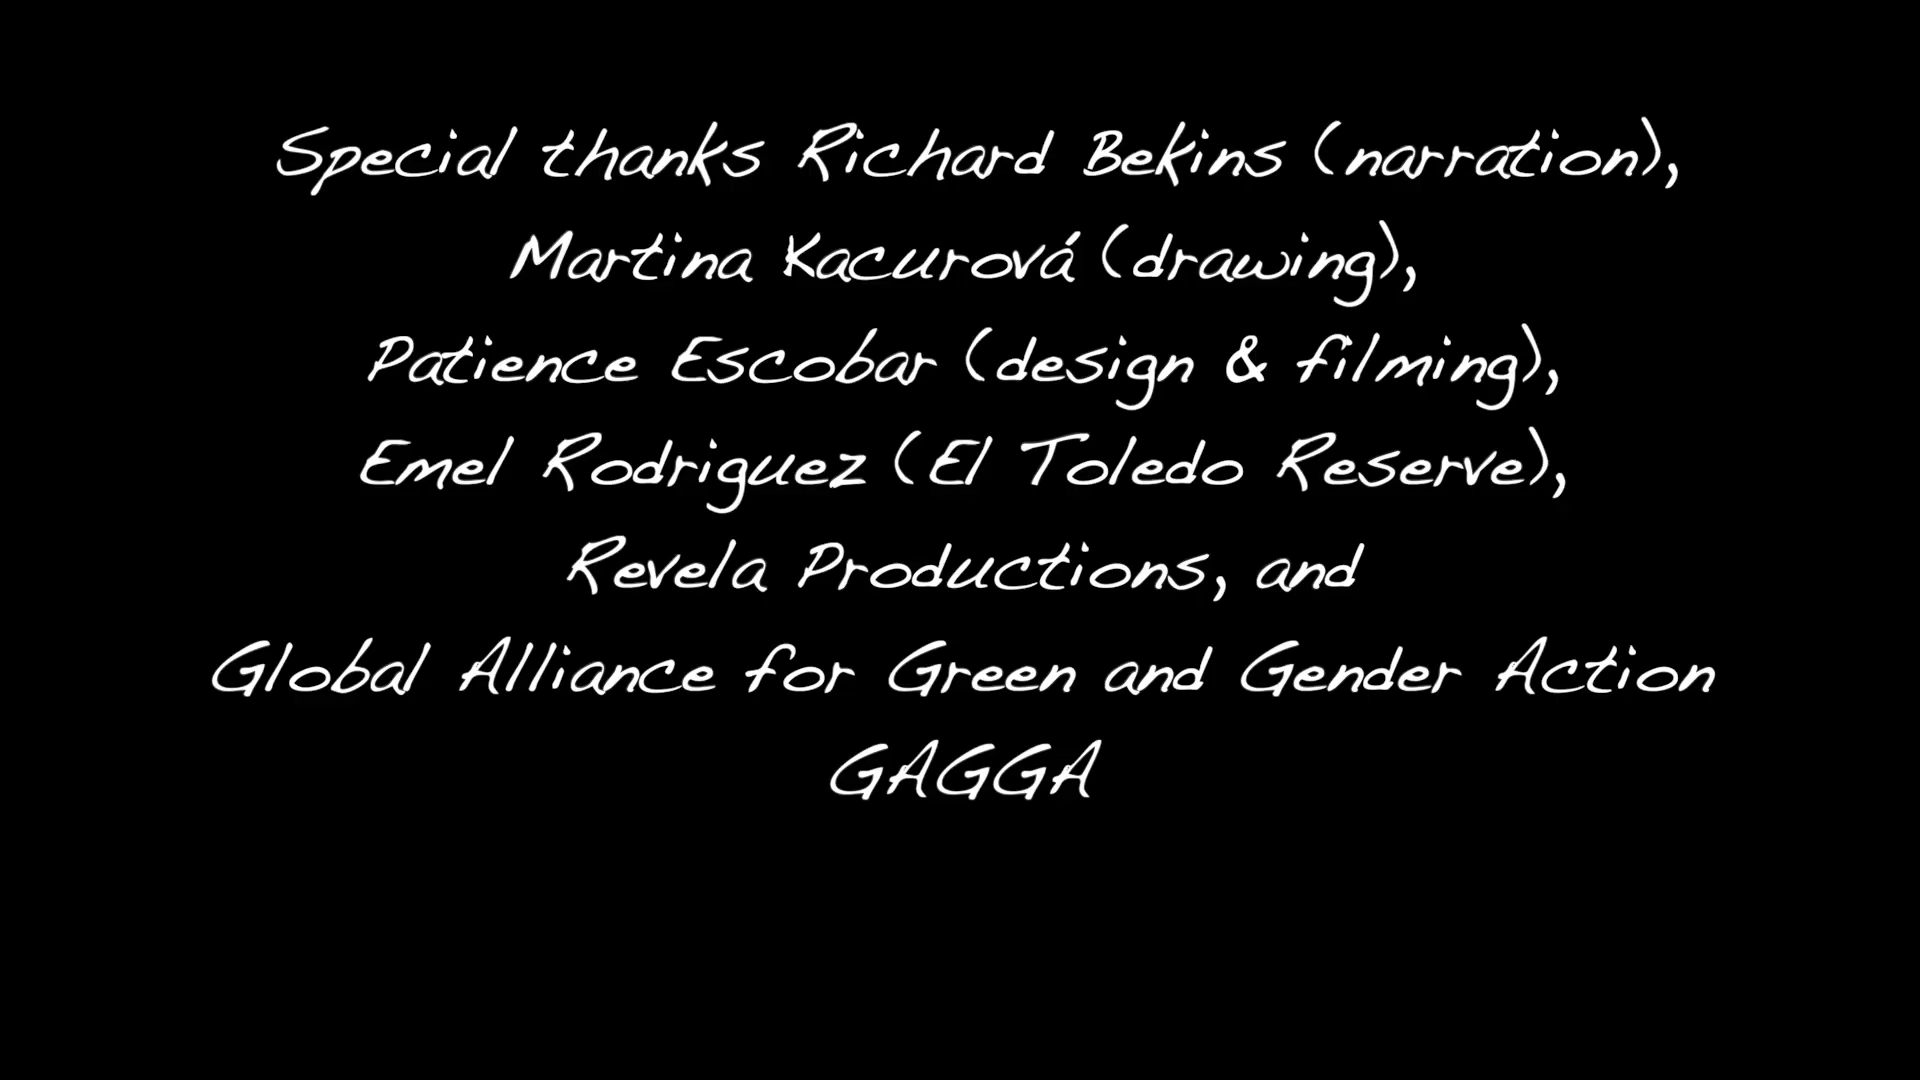 Special thanks Richard Bekins (narration),
Martina Kacurová (drawing),
Patience Escobar (design & filming),
Emel Rodriguez (El Toledo Reserve),
Revela Productions, and
Global Alliance for Green and Gender Action
GAGGA